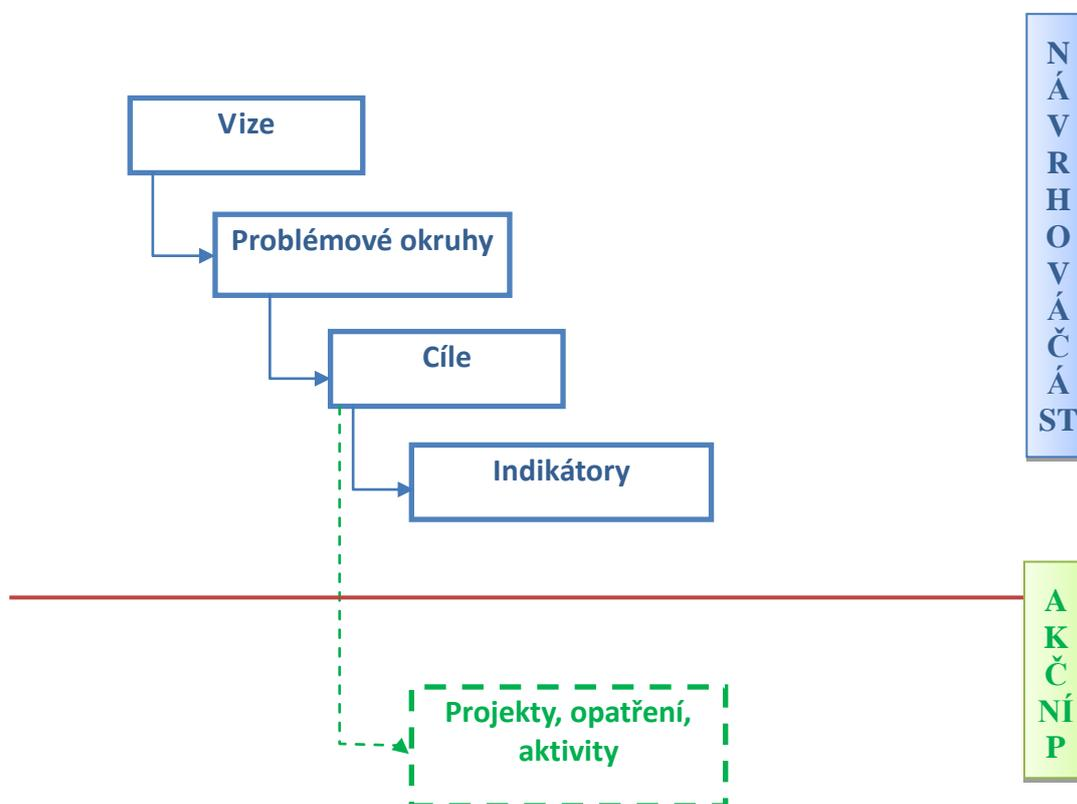 Vize
Problémové okruhy
Cíle
Indikátory
Projekty, opatření,
aktivity
N
Á
V
R
H
O
V
Á
Č
Á
ST
A
K
Č
NÍ
P